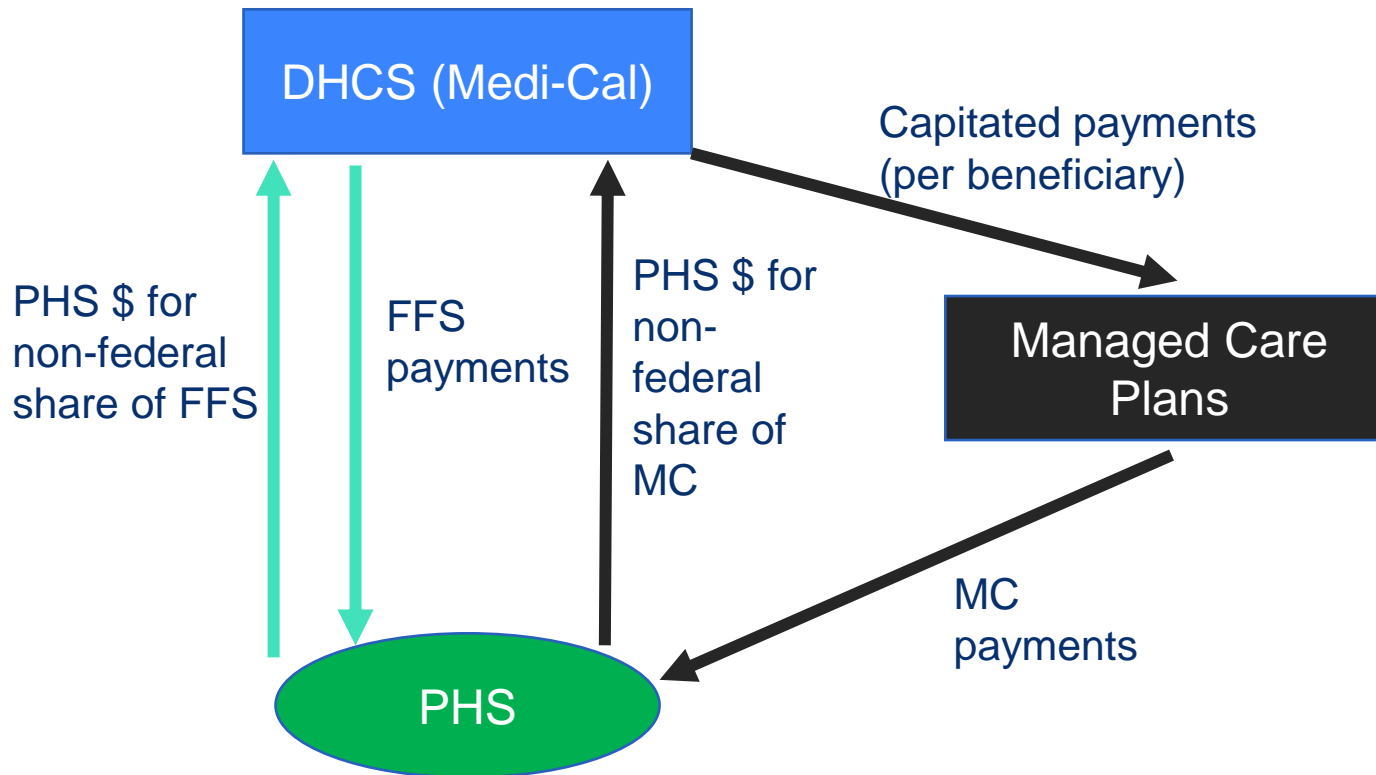 DHCS (Medi-Cal)
Capitated payments
(per beneficiary)
PHS $ for
non-federal
share of FFS
FFS
payments
PHS $ for
non-
federal
share of
MC
Managed Care
Plans
MC
payments
PHS